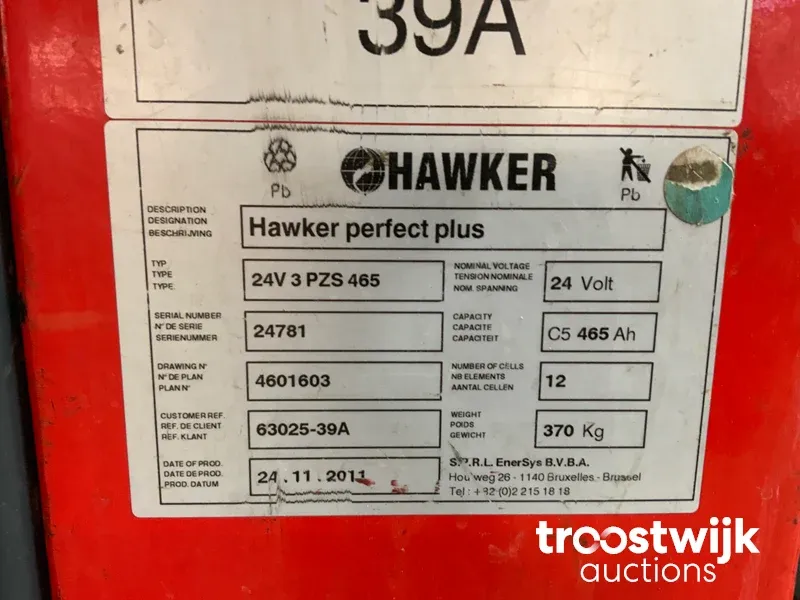 39A
Pb
HAWKER
Pb
DESCRIPTION
DESIGNATION
BESCHRIJVING
Hawker perfect plus
TYP
TYPE
TYPE
24V 3 PZS 465
NOMINAL VOLTAGE
TENSION NOMINALE
NOM. SPANNING
24 Volt
SERIAL NUMBER
N° DE SERIE
SERIENUMMER
24781
CAPACITY
CAPACITE
CAPACITEIT
C5 465 Ah
DRAWING N°
N° DE PLAN
PLAN N°
4601603
NUMBER OF CELLS
NB ELEMENTS
AANTAL CELLEN
12
CUSTOMER REF.
REF. DE CLIENT
REF. KLANT
63025-39A
WEIGHT
POIDS
GEWICHT
370 Kg
DATE OF PROD.
DATE DE PROD.
PROD. DATUM
24.11.2011
S.P.R.L. EnerSys B.V.B.A.
Houtweg 26 - 1140 Bruxelles - Brussel
Tel : +32 (0)2 215 18 18
troostwijk
auctions